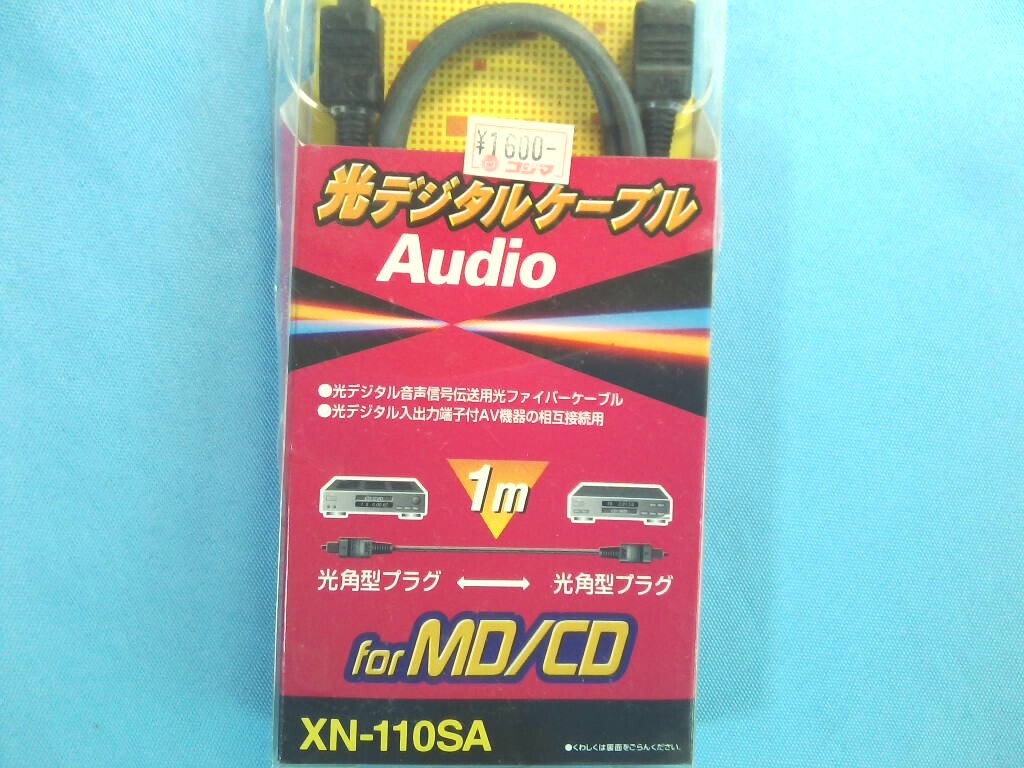 ¥1600-
コジマ
光デジタルケーブル
Audio
●光デジタル音声信号伝送用光ファイバーケーブル
●光デジタル入出力端子付AV機器の相互接続用
1m
光角型プラグ
光角型プラグ
for MD/CD
XN-110SA
●くわしくは裏面をごらんください。